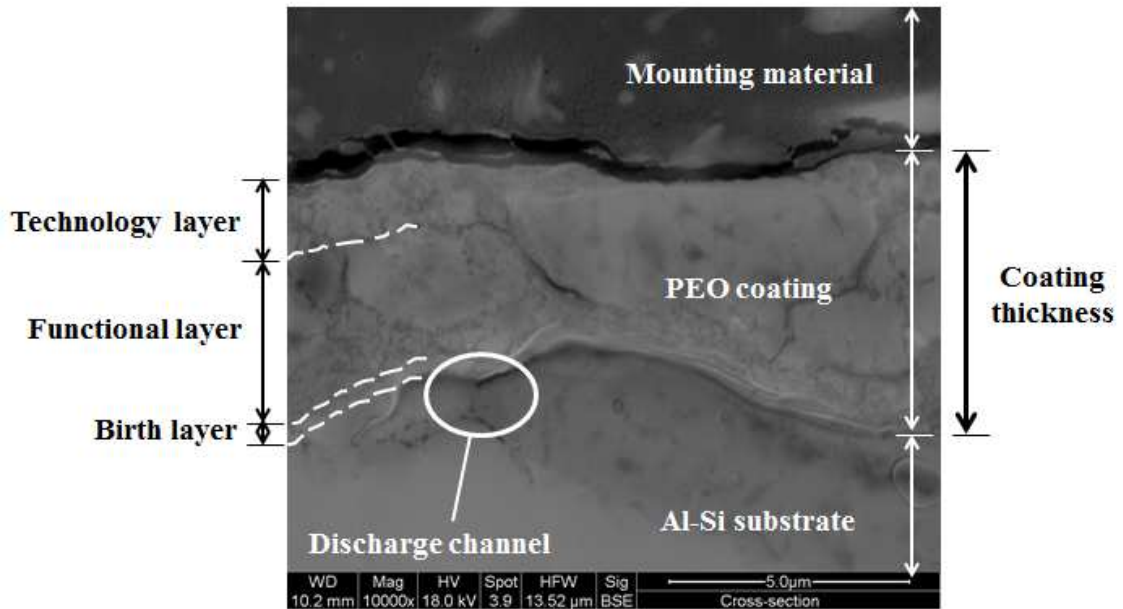 Mounting material
Technology layer
Functional layer
PEO coating
Coating
thickness
Birth layer
Al-Si substrate
Discharge channel
WD Mag HV Spot HFW Sig 5.0µm
10.2 mm 10000x 18.0 kV 3.9 13.52 µm BSE Cross-section